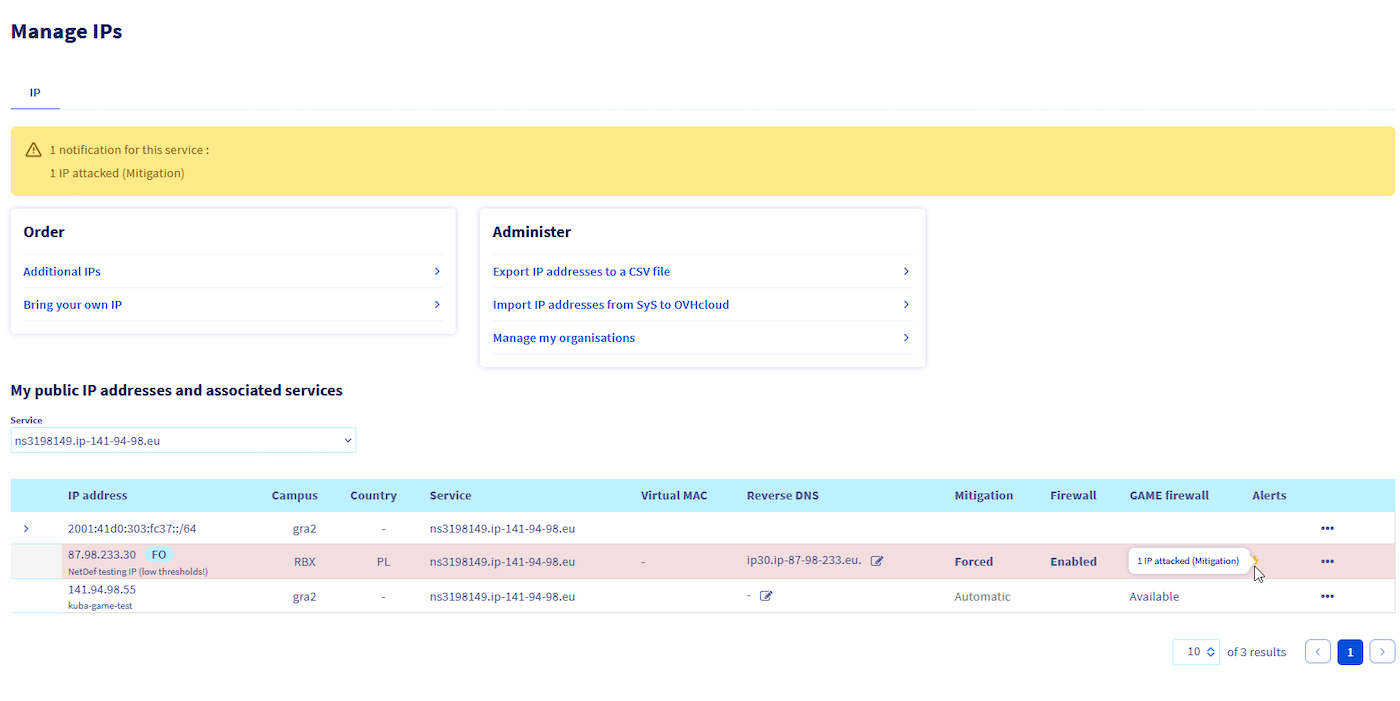 Manage IPs
IP
1 notification for this service :
1 IP attacked (Mitigation)
Order
Additional IPs
Bring your own IP
Administer
Export IP addresses to a CSV file
Import IP addresses from SyS to OVHcloud
Manage my organisations
My public IP addresses and associated services
Service
ns3198149.ip-141-94-98.eu
IP address Campus Country Service Virtual MAC Reverse DNS Mitigation Firewall GAME firewall Alerts
2001:41d0:303:fc37::/64 gra2 - ns3198149.ip-141-94-98.eu
87.98.233.30 FO RBX PL ns3198149.ip-141-94-98.eu - ip30.ip-87-98-233.eu. Forced Enabled 1 IP attacked (Mitigation)
NetDef testing IP (low thresholds!)
141.94.98.55 gra2 - ns3198149.ip-141-94-98.eu - Automatic Available
kuba-game-test
10 of 3 results 1